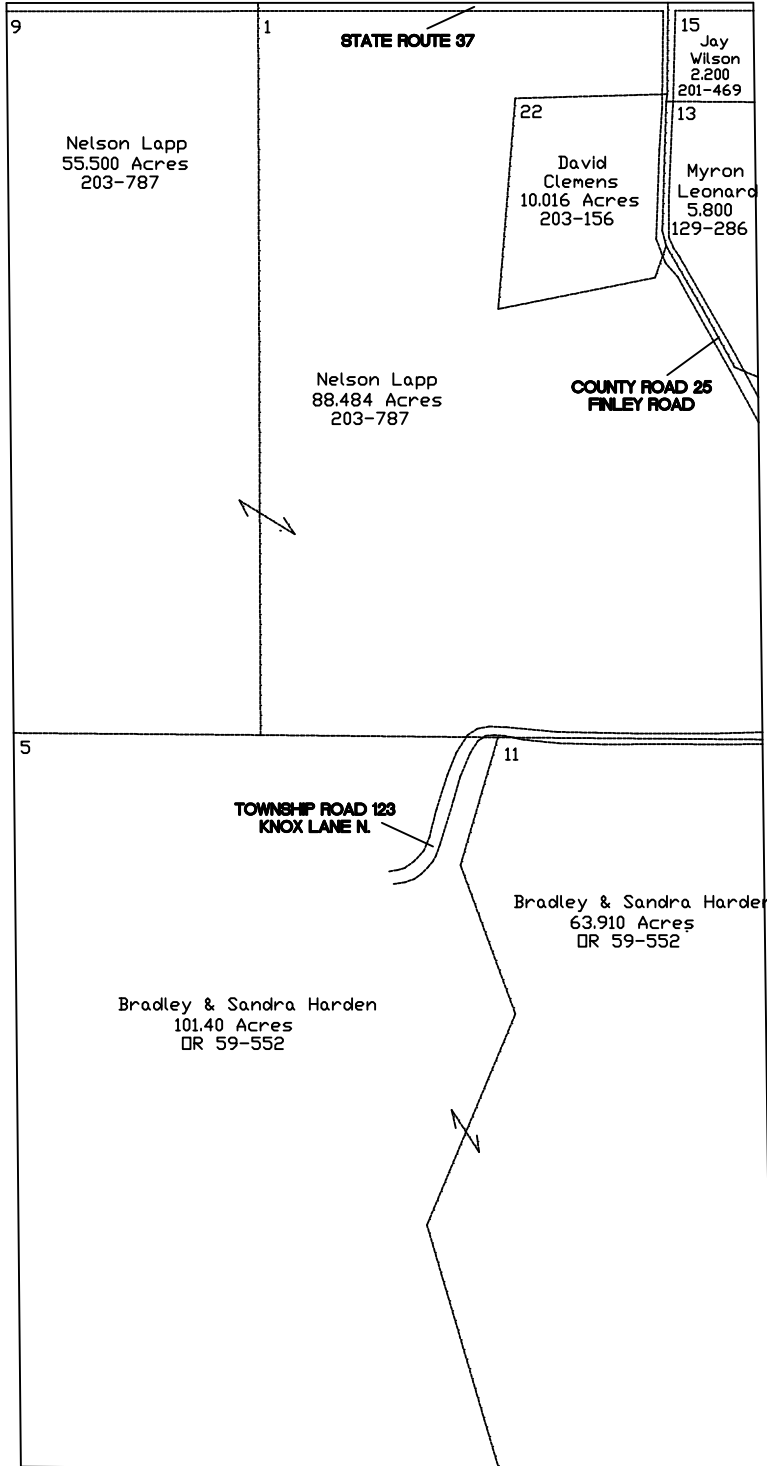 9
1
STATE ROUTE 37
15
Jay
Wilson
2.200
201-469
22
13
Nelson Lapp
55.500 Acres
203-787
David
Clemens
10.016 Acres
203-156
Myron
Leonard
5.800
129-286
Nelson Lapp
88.484 Acres
203-787
COUNTY ROAD 25
FINLEY ROAD
5
11
TOWNSHIP ROAD 123
KNOX LANE N.
Bradley & Sandra Harden
63.910 Acres
OR 59-552
Bradley & Sandra Harden
101.40 Acres
OR 59-552